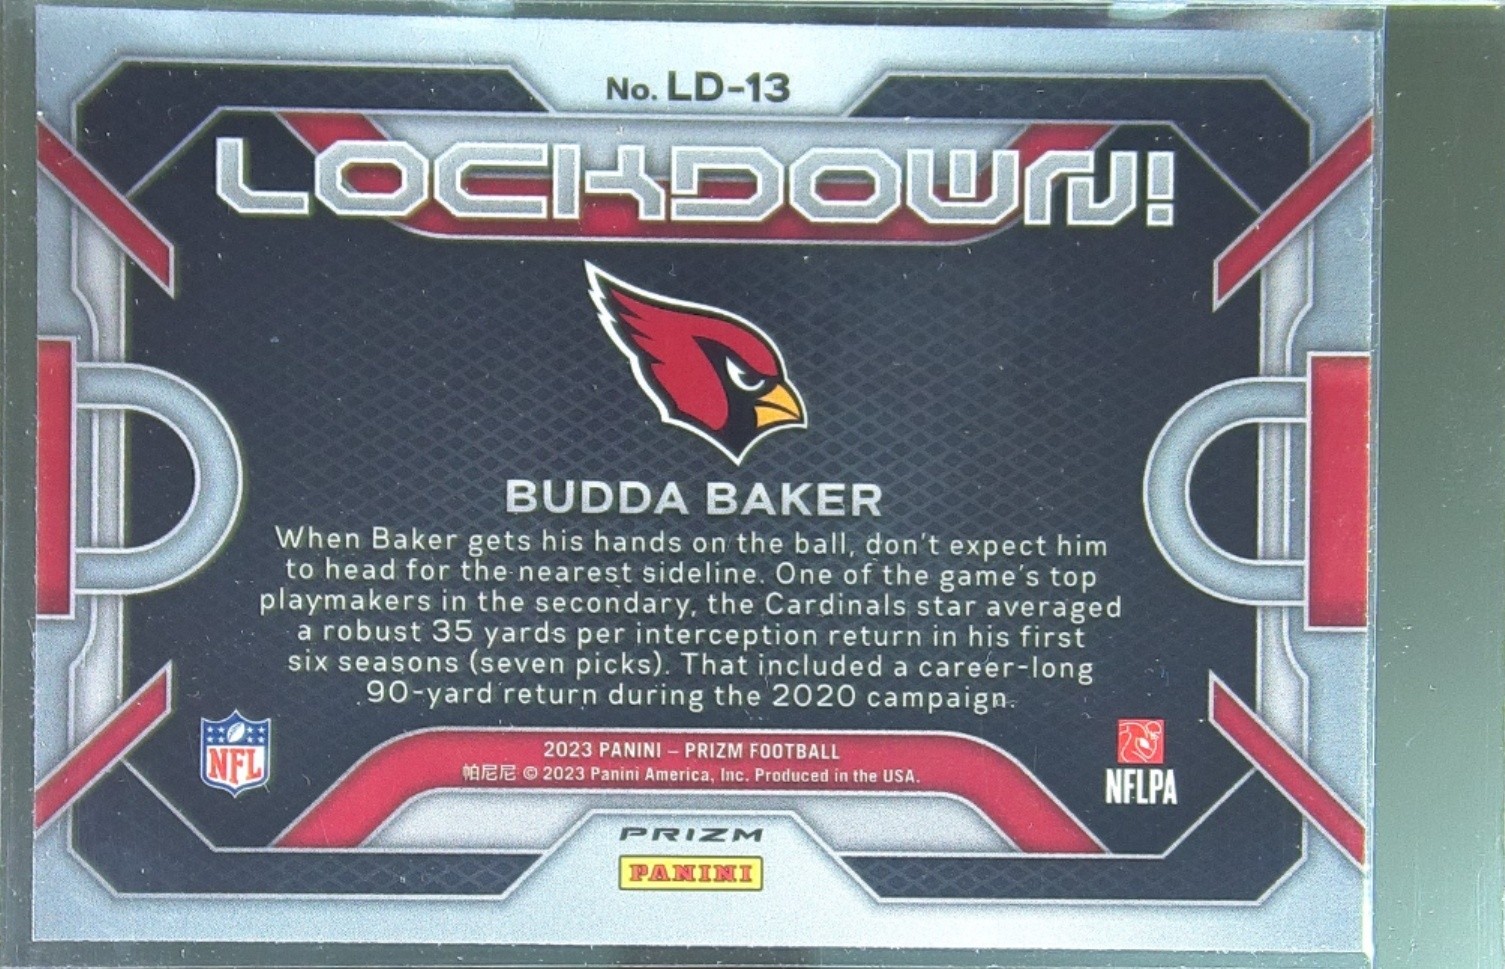 No. LD-13
LOCKDOWN!
BUDDA BAKER
When Baker gets his hands on the ball, don't expect him
to head for the nearest sideline. One of the game's top
playmakers in the secondary, the Cardinals star averaged
a robust 35 yards per interception return in his first
six seasons (seven picks). That included a career-long
90-yard return during the 2020 campaign.
NFL
2023 PANINI – PRIZM FOOTBALL
帕尼尼 © 2023 Panini America, Inc. Produced in the USA.
NFLPA
PRIZM
PANINI